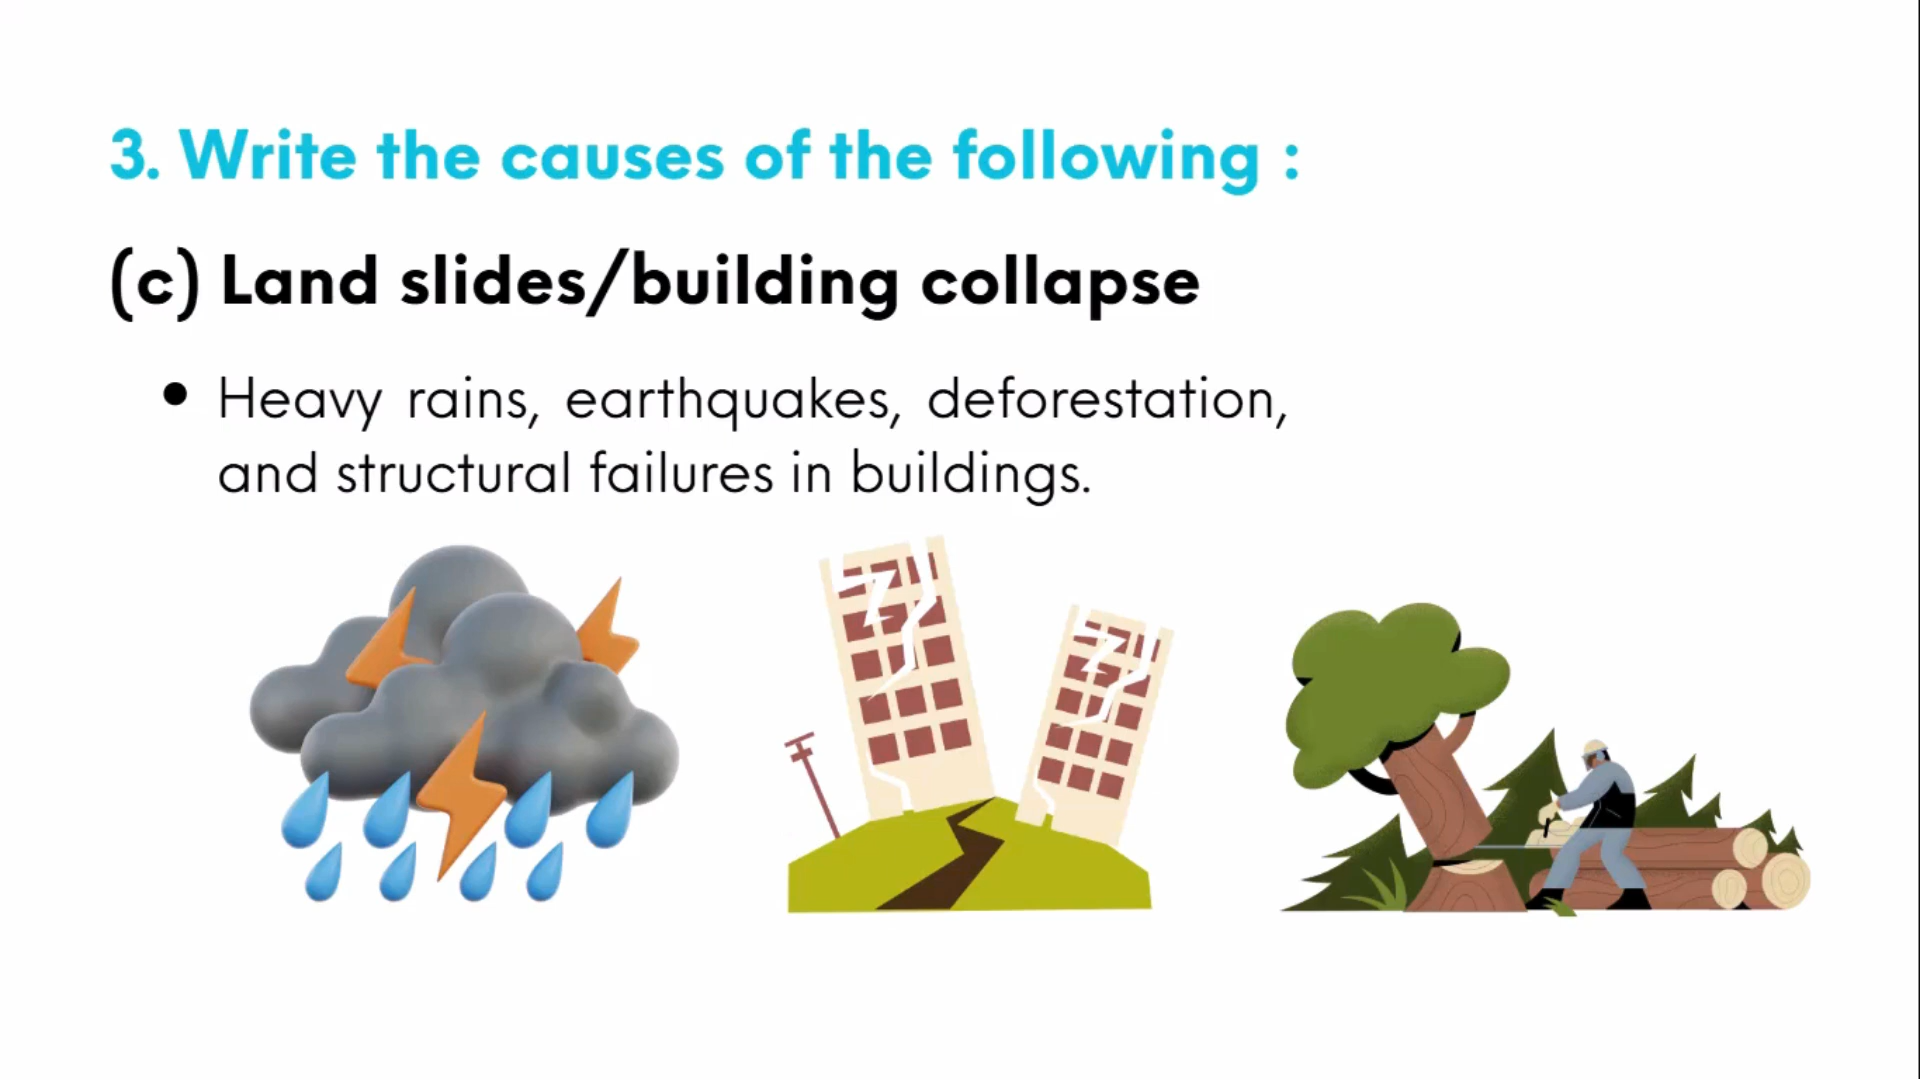 3. Write the causes of the following :
(c) Land slides/building collapse
• Heavy rains, earthquakes, deforestation,
and structural failures in buildings.